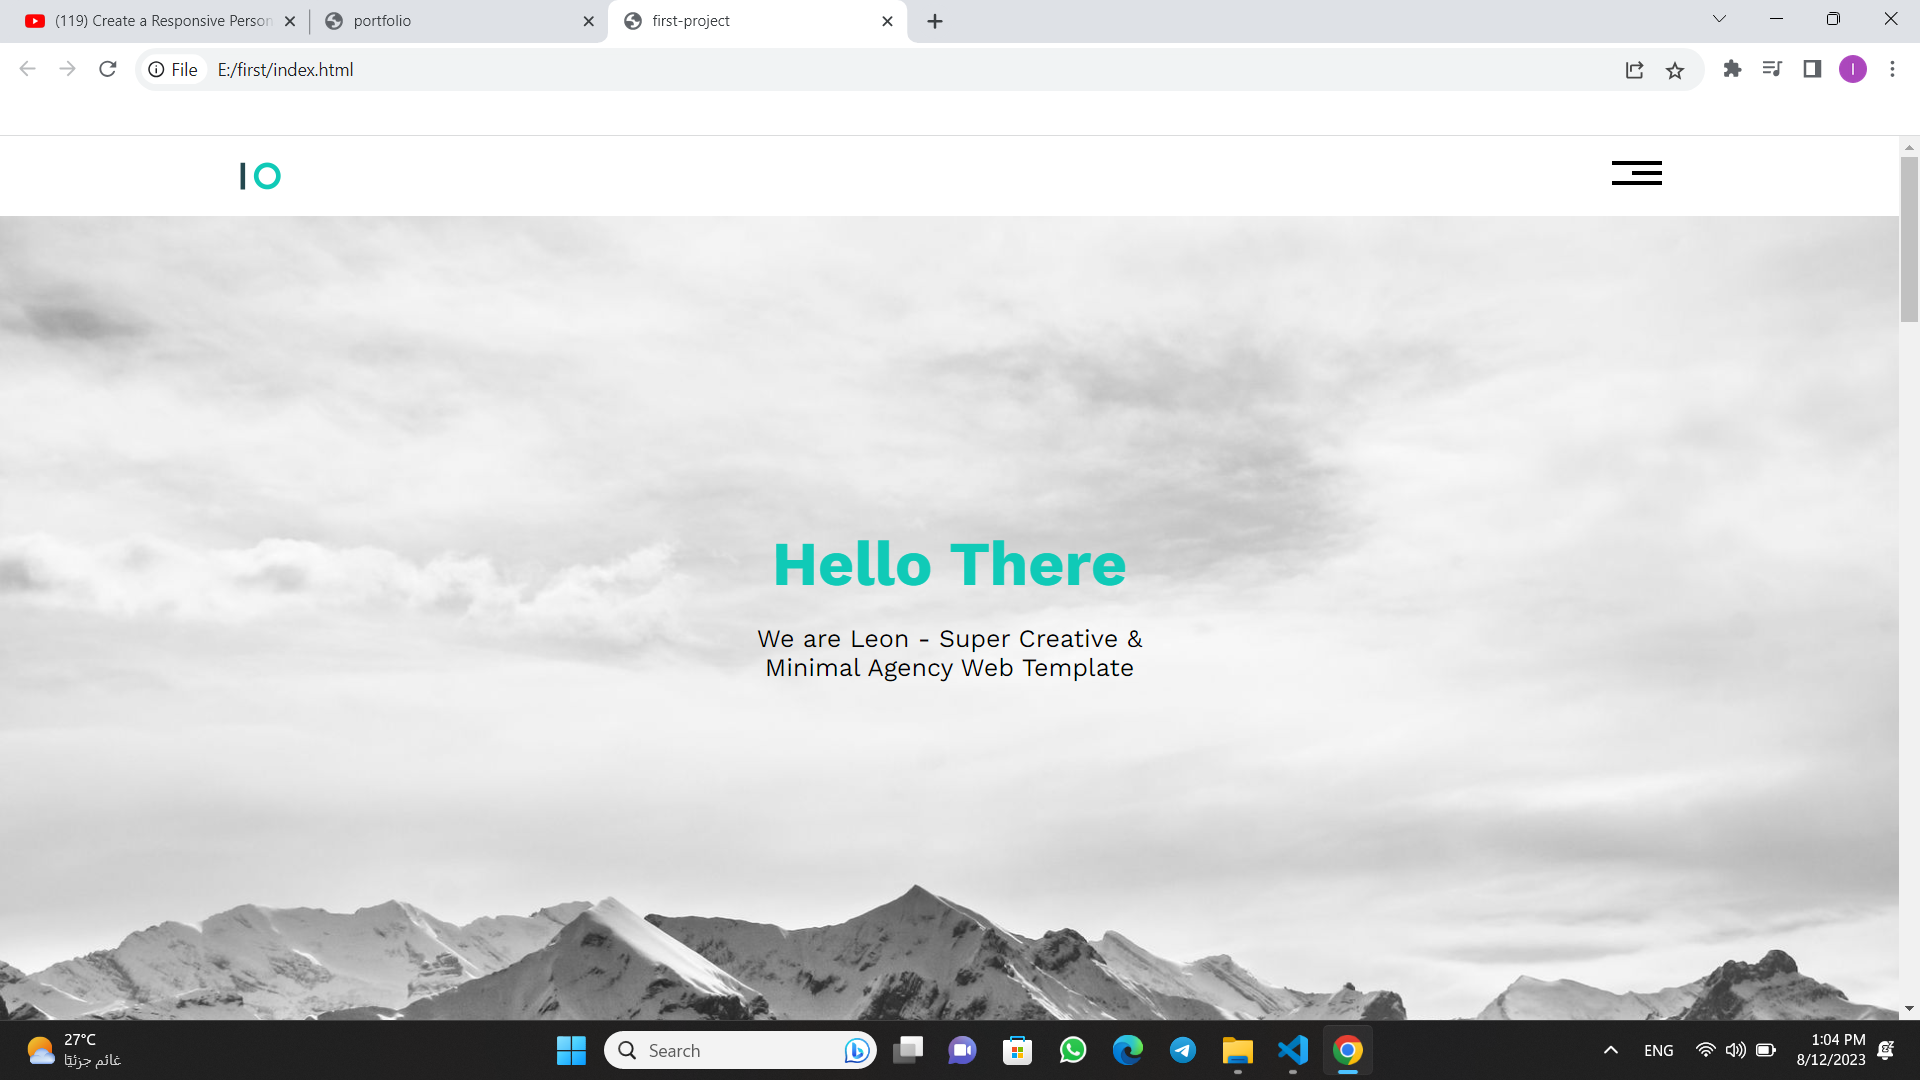 (119) Create a Responsive Person
portfolio
first-project
File
E:/first/index.html
I
IO
Hello There
We are Leon - Super Creative &
Minimal Agency Web Template
27°C
غائم جزئيًا
Search
ENG
1:04 PM
8/12/2023